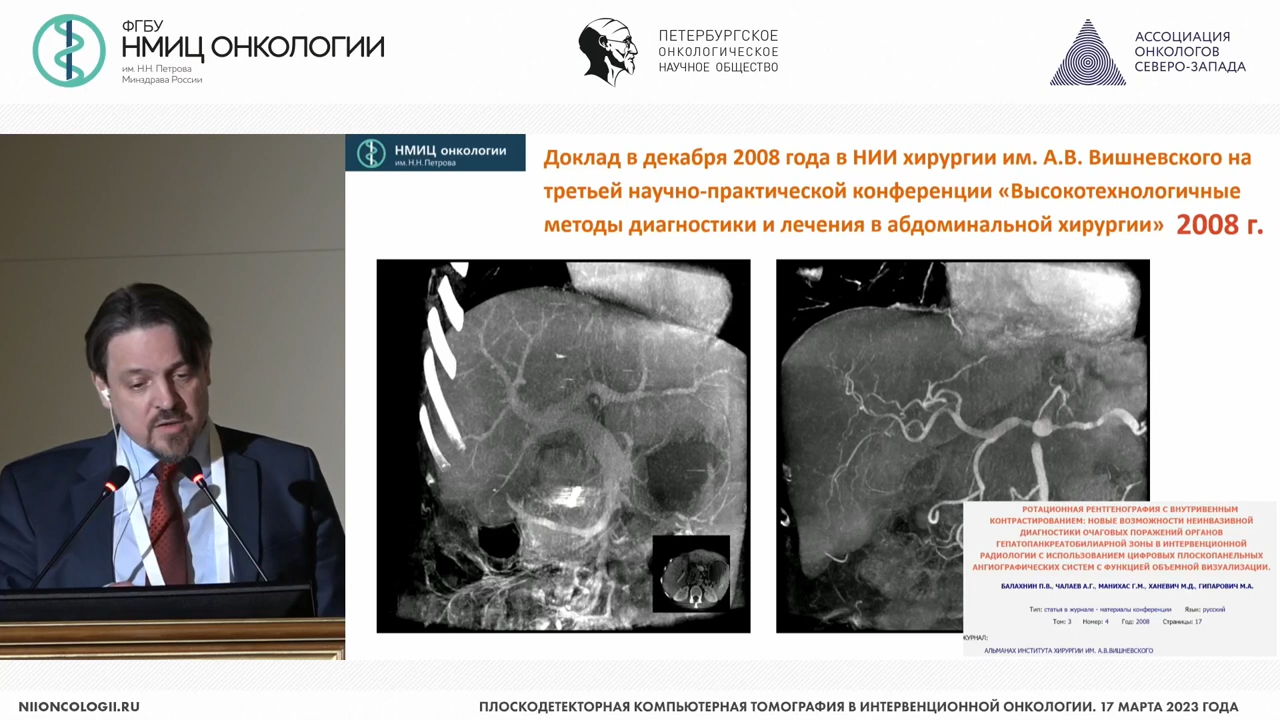 ФГБУ
НМИЦ ОНКОЛОГИИ
им. Н.Н. Петрова
Минздрава России
ПЕТЕРБУРГСКОЕ
ОНКОЛОГИЧЕСКОЕ
НАУЧНОЕ ОБЩЕСТВО
АССОЦИАЦИЯ
ОНКОЛОГОВ
СЕВЕРО-ЗАПАДА
НМИЦ онкологии
им. Н.Н.Петрова
Доклад в декабря 2008 года в НИИ хирургии им. А.В. Вишневского на
третьей научно-практической конференции «Высокотехнологичные
методы диагностики и лечения в абдоминальной хирургии» 2008 г.
РОТАЦИОННАЯ РЕНТГЕНОГРАФИЯ С ВНУТРИВЕННЫМ
КОНТРАСТИРОВАНИЕМ: НОВЫЕ ВОЗМОЖНОСТИ НЕИНВАЗИВНОЙ
ДИАГНОСТИКИ ОЧАГОВЫХ ПОРАЖЕНИЙ ОРГАНОВ
ГЕПАТОПАНКРЕАТОБИЛИАРНОЙ ЗОНЫ В ИНТЕРВЕНЦИОННОЙ
РАДИОЛОГИИ С ИСПОЛЬЗОВАНИЕМ ЦИФРОВЫХ ПЛОСКОПАНЕЛЬНЫХ
АНГИОГРАФИЧЕСКИХ СИСТЕМ С ФУНКЦИЕЙ ОБЪЕМНОЙ ВИЗУАЛИЗАЦИИ.
БАЛАХНИН П.В., ЧАЛАЕВ А.Г., МАНИХАС Г.М., ХАНЕВИЧ М.Д., ГИПАРОВИЧ М.А.
Тип: статья в журнале - материалы конференции Язык: русский
Том: 3 Номер: 4 Год: 2008 Страницы: 17
ЖУРНАЛ:
АЛЬМАНАХ ИНСТИТУТА ХИРУРГИИ ИМ. А.В.ВИШНЕВСКОГО
NIIONCOLOGII.RU
ПЛОСКОДЕТЕКТОРНАЯ КОМПЬЮТЕРНАЯ ТОМОГРАФИЯ В ИНТЕРВЕНЦИОННОЙ ОНКОЛОГИИ. 17 МАРТА 2023 ГОДА